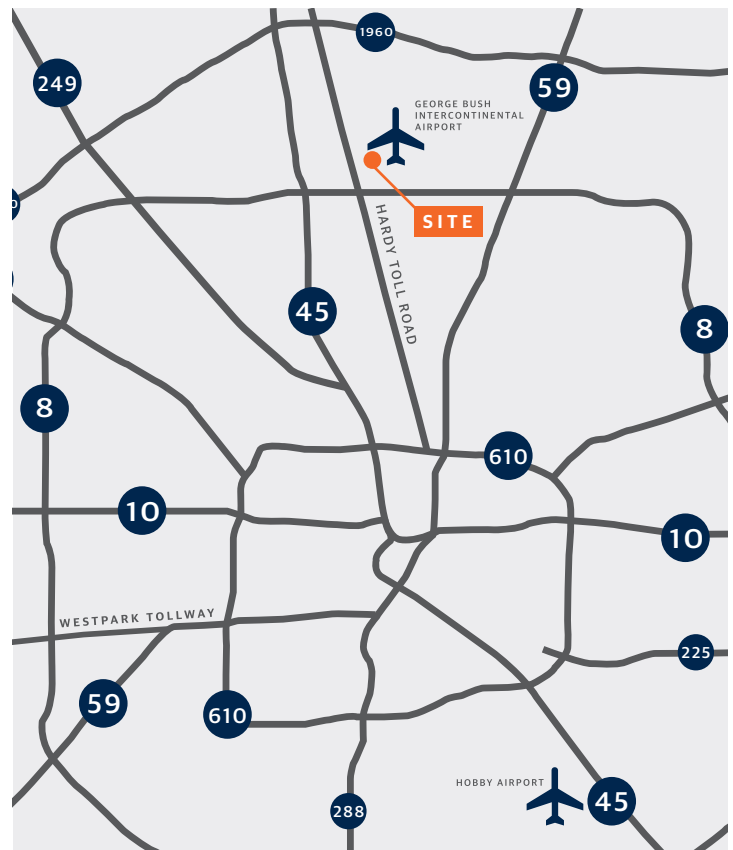 1960
249
59
GEORGE BUSH
INTERCONTINENTAL
AIRPORT
SITE
HARDY TOLL ROAD
45
8
8
610
10
10
WESTPARK TOLLWAY
225
59
610
HOBBY AIRPORT
45
288